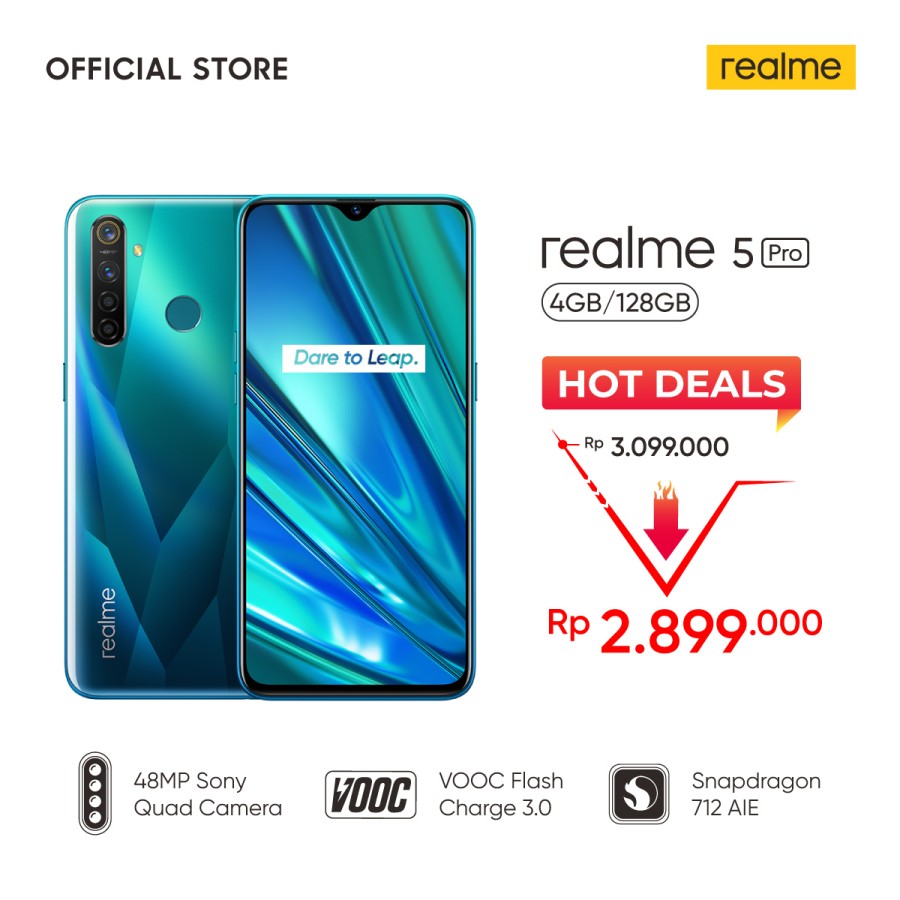 OFFICIAL STORE
realme
realme 5 Pro
4GB/128GB
Dare to Leap.
HOT DEALS
Rp 3.099.000
realme
Rp 2.899.000
48MP Sony
Quad Camera
VOOC
VOOC Flash
Charge 3.0
Snapdragon
712 AIE